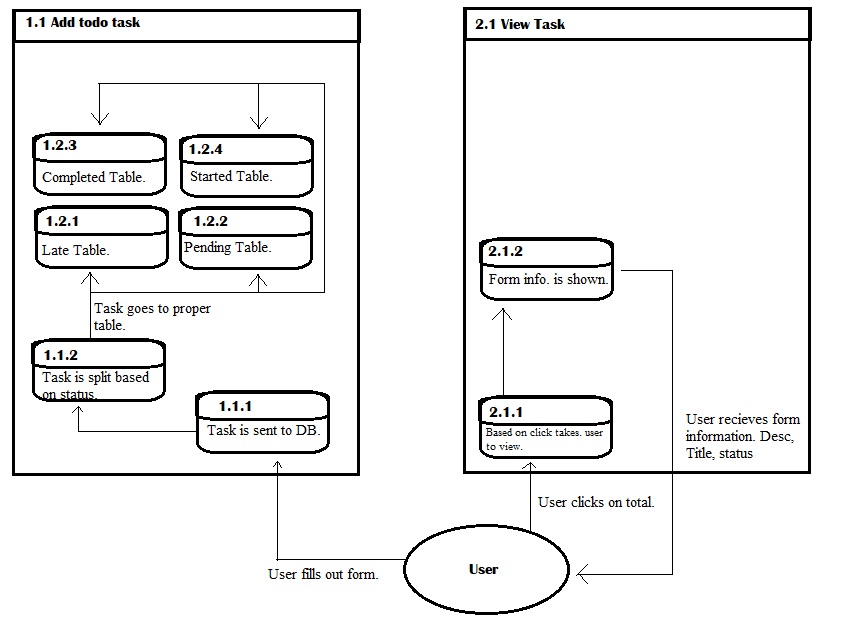 1.1 Add todo task
1.2.3
Completed Table.
1.2.4
Started Table.
1.2.1
Late Table.
1.2.2
Pending Table.
Task goes to proper
table.
1.1.2
Task is split based
on status.
1.1.1
Task is sent to DB.
User fills out form.
2.1 View Task
2.1.2
Form info. is shown.
2.1.1
Based on click takes. user
to view.
User recieves form
information. Desc,
Title, status
User clicks on total.
User